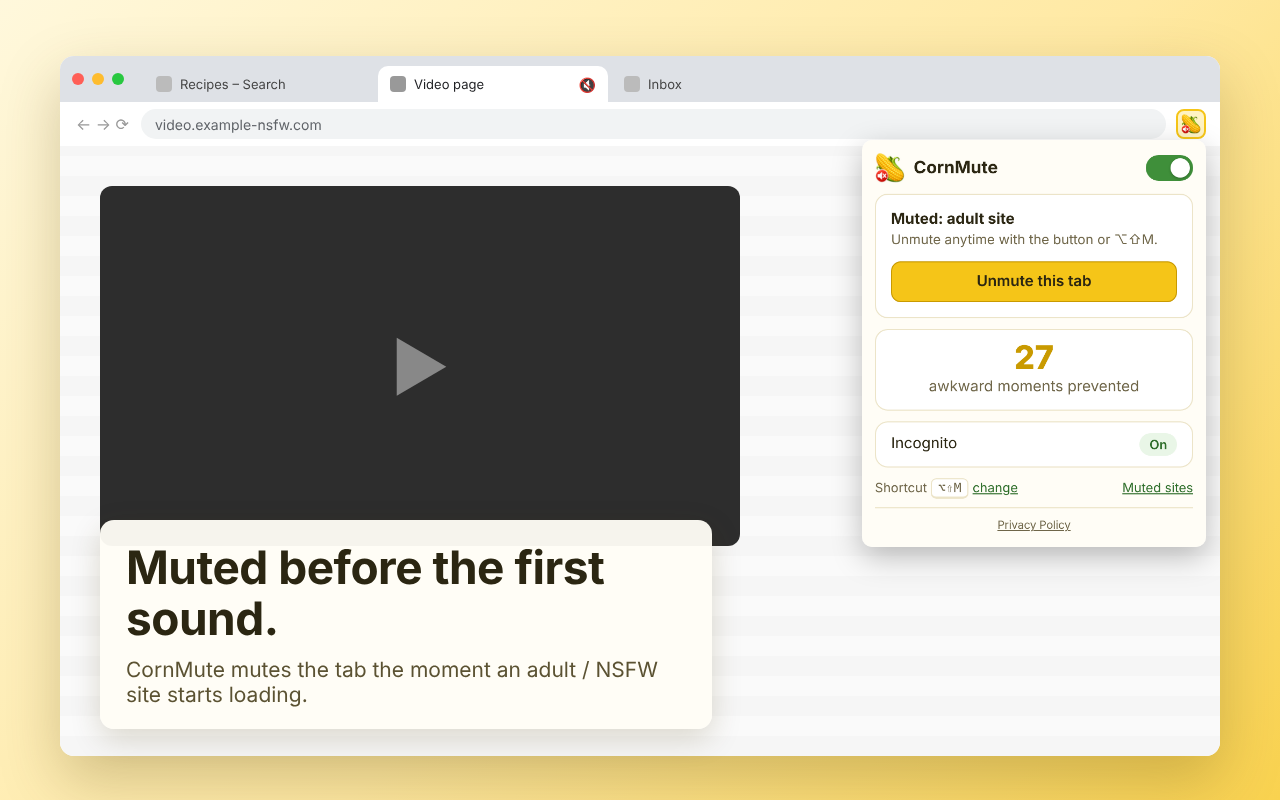 Recipes – Search
Video page
Inbox
video.example-nsfw.com
CornMute
Muted: adult site
Unmute anytime with the button or ⌥⇧M.
Unmute this tab
27
awkward moments prevented
Incognito
On
Shortcut ⌥⇧M change
Muted sites
Privacy Policy
Muted before the first
sound.
CornMute mutes the tab the moment an adult / NSFW
site starts loading.